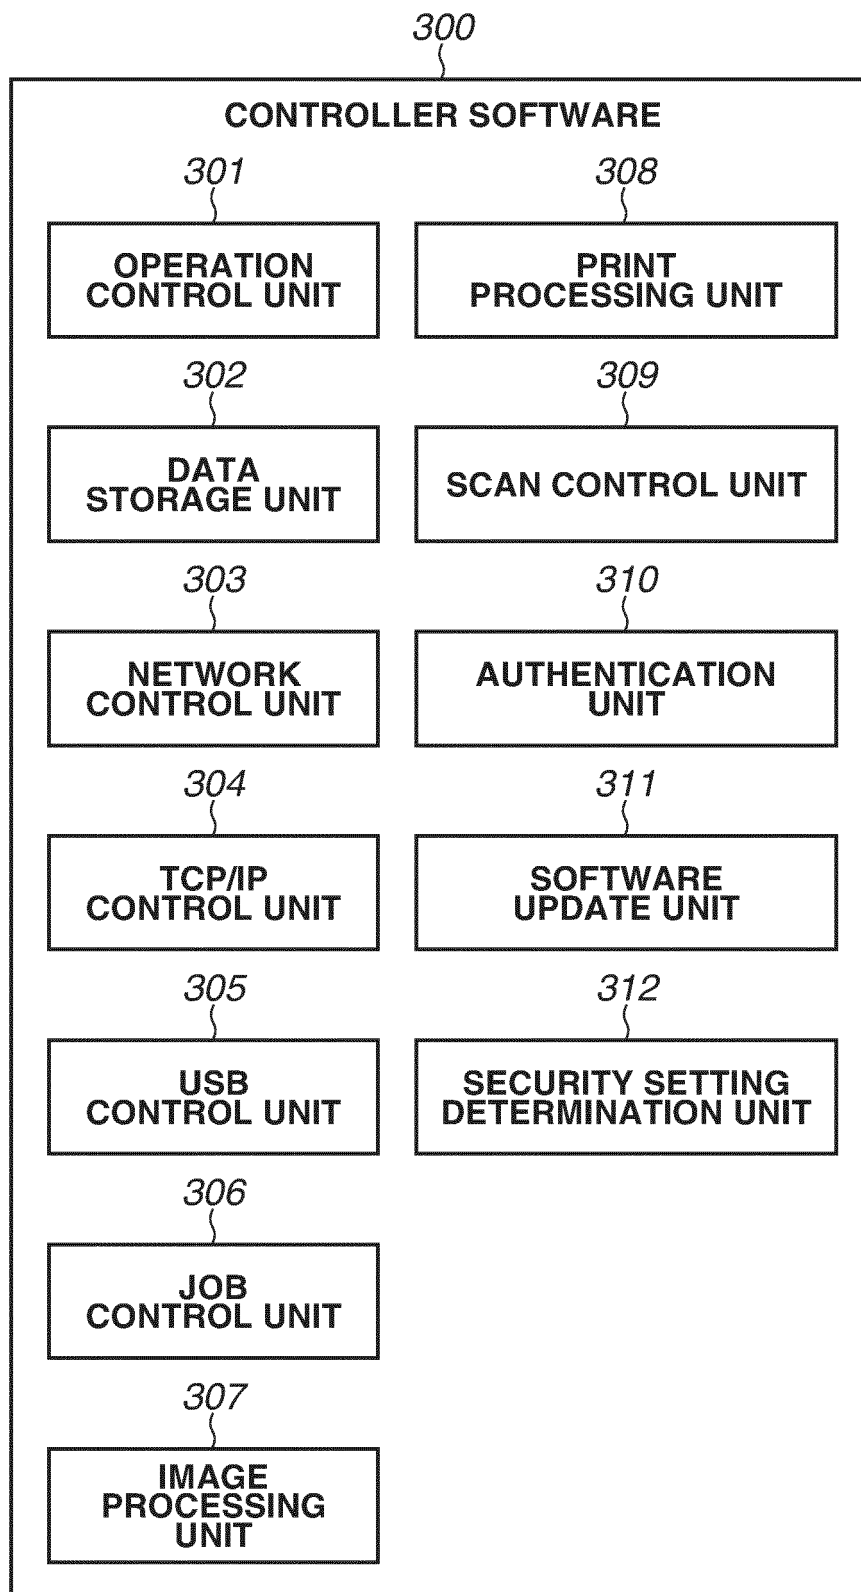 300
CONTROLLER SOFTWARE
301
OPERATION
CONTROL UNIT
302
DATA
STORAGE UNIT
303
NETWORK
CONTROL UNIT
304
TCP/IP
CONTROL UNIT
305
USB
CONTROL UNIT
306
JOB
CONTROL UNIT
307
IMAGE
PROCESSING
UNIT
308
PRINT
PROCESSING UNIT
309
SCAN CONTROL UNIT
310
AUTHENTICATION
UNIT
311
SOFTWARE
UPDATE UNIT
312
SECURITY SETTING
DETERMINATION UNIT